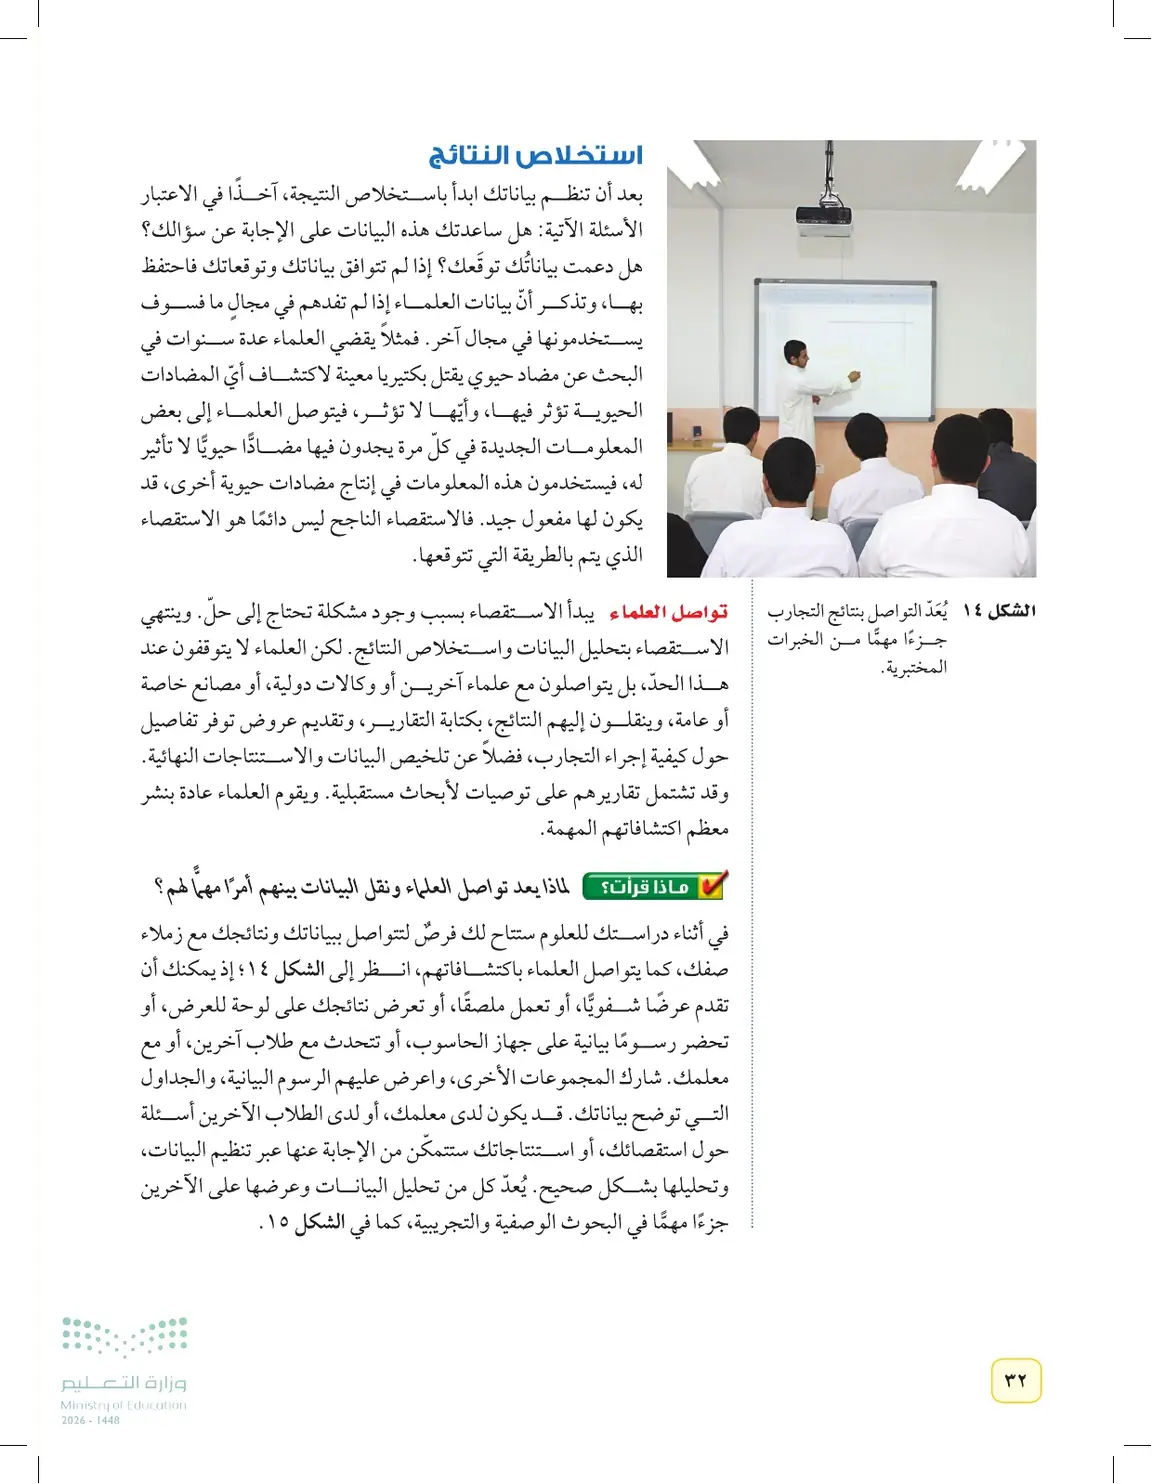 استخلاص النتائج
بعد أن تنظم بياناتك ابدأ باستخلاص النتيجة، آخذًا في الاعتبار
الأسئلة الآتية: هل ساعدتك هذه البيانات على الإجابة عن سؤالك؟
هل دعمت بياناتُك توقَعك؟ إذا لم تتوافق بياناتك وتوقعاتك فاحتفظ
بها، وتذكر أنّ بيانات العلماء إذا لم تفدهم في مجالٍ ما فسوف
يستخدمونها في مجال آخر. فمثلاً يقضي العلماء عدة سنوات في
البحث عن مضاد حيوي يقتل بكتيريا معينة لاكتشاف أيّ المضادات
الحيوية تؤثر فيها، وأيّها لا تؤثر، فيتوصل العلماء إلى بعض
المعلومات الجديدة في كلّ مرة يجدون فيها مضادًّا حيويًّا لا تأثير
له، فيستخدمون هذه المعلومات في إنتاج مضادات حيوية أخرى، قد
يكون لها مفعول جيد. فالاستقصاء الناجح ليس دائمًا هو الاستقصاء
الذي يتم بالطريقة التي تتوقعها.
الشكل ١٤ يُعَدّ التواصل بنتائج التجارب
جزءًا مهمًّا من الخبرات
المختبرية.
تواصل العلماء يبدأ الاستقصاء بسبب وجود مشكلة تحتاج إلى حلّ. وينتهي
الاستقصاء بتحليل البيانات واستخلاص النتائج. لكن العلماء لا يتوقفون عند
هذا الحدّ، بل يتواصلون مع علماء آخرين أو وكالات دولية، أو مصانع خاصة
أو عامة، وينقلون إليهم النتائج، بكتابة التقارير، وتقديم عروض توفر تفاصيل
حول كيفية إجراء التجارب، فضلاً عن تلخيص البيانات والاستنتاجات النهائية.
وقد تشتمل تقاريرهم على توصيات لأبحاث مستقبلية. ويقوم العلماء عادة بنشر
معظم اكتشافاتهم المهمة.
ماذا قرأت؟ لماذا يعد تواصل العلماء ونقل البيانات بينهم أمرًا مهمًّا لهم؟
في أثناء دراستك للعلوم ستتاح لك فرصٌ لتتواصل ببياناتك ونتائجك مع زملاء
صفك، كما يتواصل العلماء باكتشافاتهم، انظر إلى الشكل ١٤؛ إذ يمكنك أن
تقدم عرضًا شفويًّا، أو تعمل ملصقًا، أو تعرض نتائجك على لوحة للعرض، أو
تحضر رسومًا بيانية على جهاز الحاسوب، أو تتحدث مع طلاب آخرين، أو مع
معلمك. شارك المجموعات الأخرى، واعرض عليهم الرسوم البيانية، والجداول
التي توضح بياناتك. قد يكون لدى معلمك، أو لدى الطلاب الآخرين أسئلة
حول استقصائك، أو استنتاجاتك ستتمكّن من الإجابة عنها عبر تنظيم البيانات،
وتحليلها بشكل صحيح. يُعدّ كل من تحليل البيانات وعرضها على الآخرين
جزءًا مهمًّا في البحوث الوصفية والتجريبية، كما في الشكل ١٥.
وزارة التعليم
Ministry of Education
2026 - 1448
٣٢